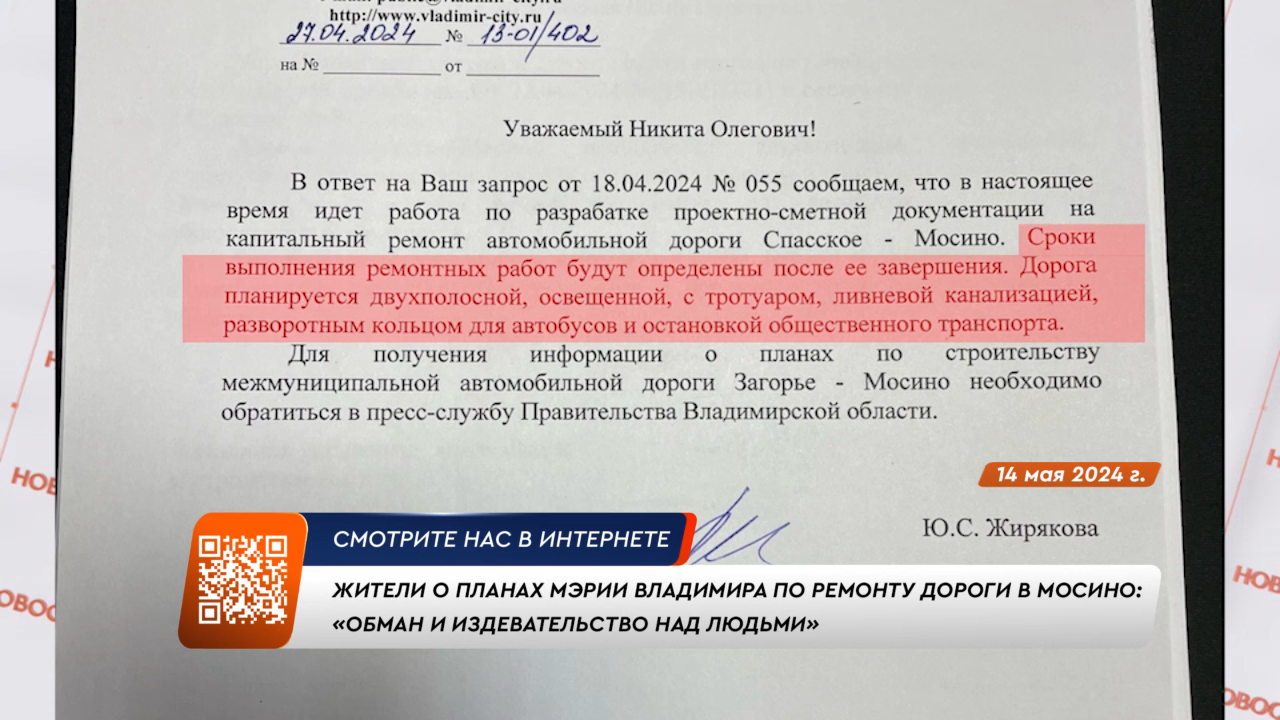 http://www.vladimir-city.ru
27.04.2024 № 13-01/402
на № от
Уважаемый Никита Олегович!
В ответ на Ваш запрос от 18.04.2024 № 055 сообщаем, что в настоящее
время идет работа по разрабатке проектно-сметной документации на
капитальный ремонт автомобильной дороги Спасское - Мосино. Сроки
выполнения ремонтных работ будут определены после ее завершения. Дорога
планируется двухполосной, освещенной, с тротуаром, ливневой канализацией,
разворотным кольцом для автобусов и остановкой общественного транспорта.
Для получения информации о планах по строительству
межмуниципальной автомобильной дороги Загорье - Мосино необходимо
обратиться в пресс-службу Правительства Владимирской области.
14 мая 2024 г.
Ю.С. Жирякова
СМОТРИТЕ НАС В ИНТЕРНЕТЕ
ЖИТЕЛИ О ПЛАНАХ МЭРИИ ВЛАДИМИРА ПО РЕМОНТУ ДОРОГИ В МОСИНО:
«ОБМАН И ИЗДЕВАТЕЛЬСТВО НАД ЛЮДЬМИ»